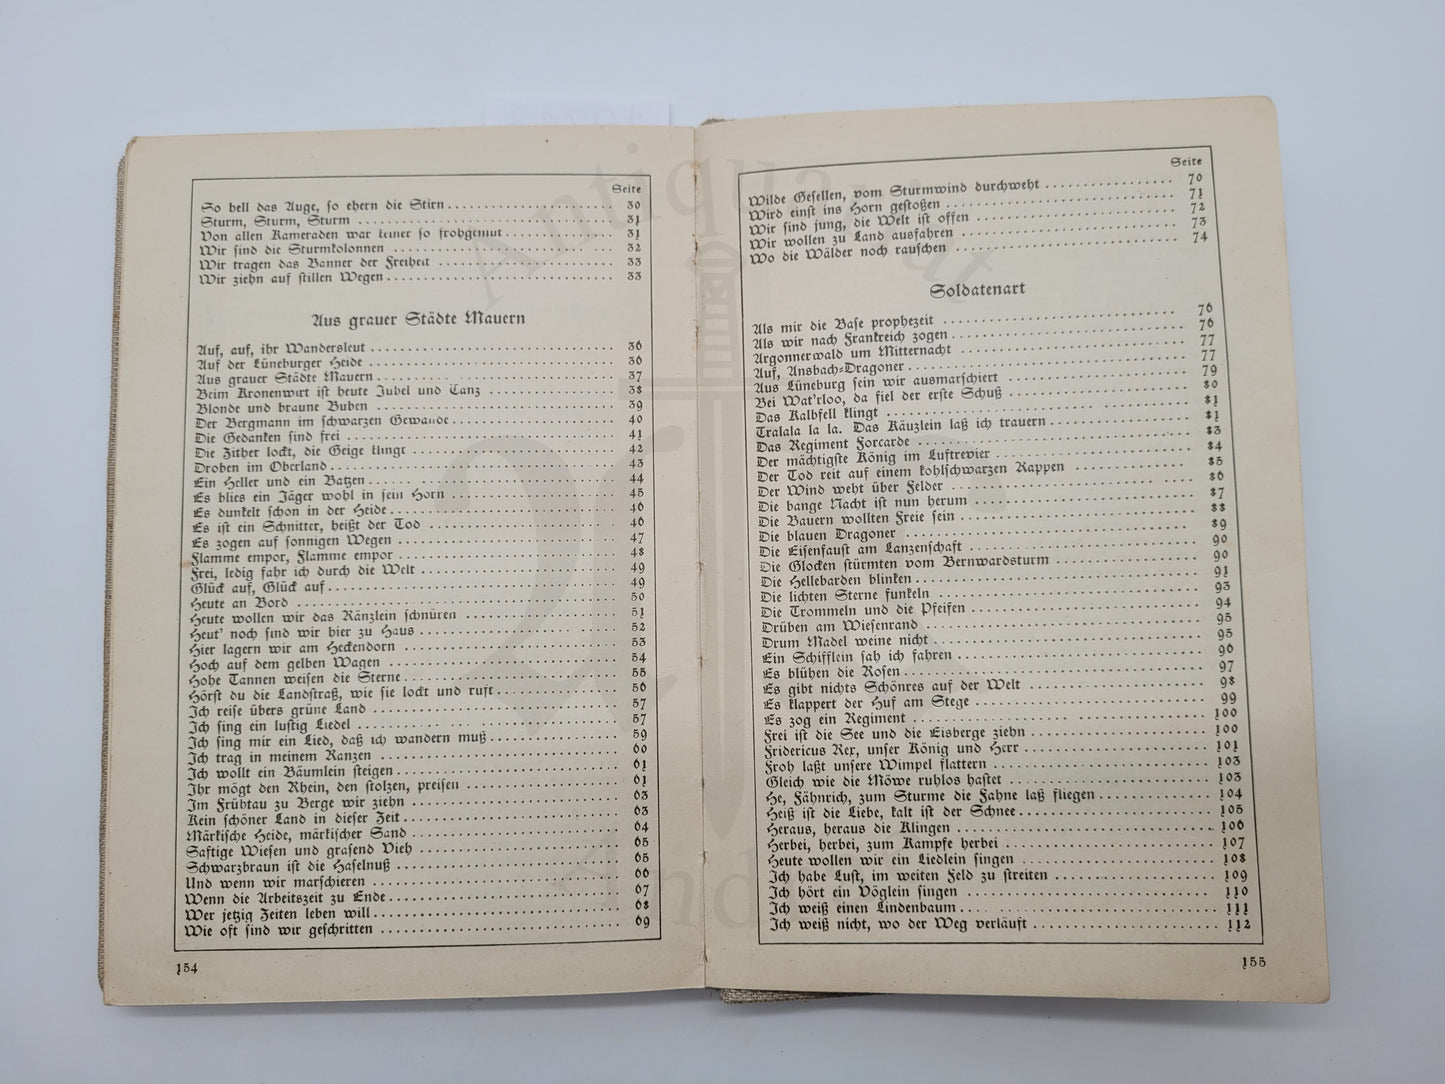 Seite
So hell das Auge, so ehern die Stirn 30
Sturm, Sturm, Sturm 31
Von allen Kameraden war keiner so frohgemut 31
Wir sind die Sturmkolonnen 32
Wir tragen das Banner der Freiheit 33
Wir ziehn auf stillen Wegen 33
Aus grauer Städte Mauern
Auf, auf, ihr Wandersleut 36
Auf der Lüneburger Heide 36
Aus grauer Städte Mauern 37
Beim Kronenwirt ist heute Jubel und Tanz 38
Blonde und braune Buben 39
Der Bergmann im schwarzen Gewande 40
Die Gedanken sind frei 41
Die Zither lockt, die Geige klingt 42
Droben im Oberland 43
Ein Heller und ein Batzen 44
Es blies ein Jäger wohl in sein Horn 45
Es dunkelt schon in der Heide 46
Es ist ein Schnitter, heißt der Tod 46
Es zogen auf sonnigen Wegen 47
Flamme empor, Flamme empor 48
Frei, ledig fahr ich durch die Welt 49
Glück auf, Glück auf 49
Heute an Bord 50
Heute wollen wir das Ränzlein schnüren 51
Heut' noch sind wir hier zu Haus 52
Hier lagern wir am Heckendorn 53
Hoch auf dem gelben Wagen 54
Hohe Tannen weisen die Sterne 55
Hörst du die Landstraß, wie sie lockt und ruft 56
Ich reise übers grüne Land 57
Ich sing ein lustig Liedel 57
Ich sing mir ein Lied, daß ich wandern muß 59
Ich trag in meinem Ranzen 60
Ich wollt ein Bäumlein steigen 61
Ihr mögt den Rhein, den stolzen, preisen 61
Im Frühtau zu Berge wir ziehn 63
Kein schöner Land in dieser Zeit 63
Märkische Heide, märkischer Sand 64
Saftige Wiesen und grasend Vieh 65
Schwarzbraun ist die Haselnuß 65
Und wenn wir marschieren 66
Wenn die Arbeitszeit zu Ende 67
Wer jetzig Zeiten leben will 68
Wie oft sind wir geschritten 69
154
Seite
Wilde Gesellen, vom Sturmwind durchweht 70
Wird einst ins Horn gestoßen 71
Wir sind jung, die Welt ist offen 72
Wir wollen zu Land ausfahren 73
Wo die Wälder noch rauschen 74
Soldatenart
Als mir die Base prophezeit 76
Als wir nach Frankreich zogen 76
Argonnerwald um Mitternacht 77
Auf, Ansbach-Dragoner 77
Aus Lüneburg sein wir ausmarschiert 79
Bei Wat'rloo, da fiel der erste Schuß 80
Das Kalbfell klingt 81
Tralala la la. Das Käuzlein laß ich trauern 81
Das Regiment Forcarde 83
Der mächtigste König im Luftrevier 84
Der Tod reit auf einem kohlschwarzen Rappen 85
Der Wind weht über Felder 86
Die bange Nacht ist nun herum 87
Die Bauern wollten Freie sein 88
Die blauen Dragoner 89
Die Eisenfaust am Lanzenschaft 90
Die Glocken stürmten vom Bernwardsturm 90
Die Hellebarden blinken 91
Die lichten Sterne funkeln 93
Die Trommeln und die Pfeifen 94
Drüben am Wiesenrand 95
Drum Madel weine nicht 95
Ein Schifflein sah ich fahren 96
Es blühen die Rosen 97
Es gibt nichts Schönres auf der Welt 98
Es klappert der Huf am Stege 99
Es zog ein Regiment 100
Frei ist die See und die Eisberge ziehn 100
Fridericus Rex, unser König und Herr 101
Froh laßt unsere Wimpel flattern 103
Gleich wie die Möwe ruhlos hastet 103
He, Fähnrich, zum Sturme die Fahne laß fliegen 104
Heiß ist die Liebe, kalt ist der Schnee 105
Heraus, heraus die Klingen 106
Herbei, herbei, zum Kampfe herbei 107
Heute wollen wir ein Liedlein singen 108
Ich habe Lust, im weiten Feld zu streiten 109
Ich hört ein Vöglein singen 110
Ich weiß einen Lindenbaum 111
Ich weiß nicht, wo der Weg verläuft 112
155